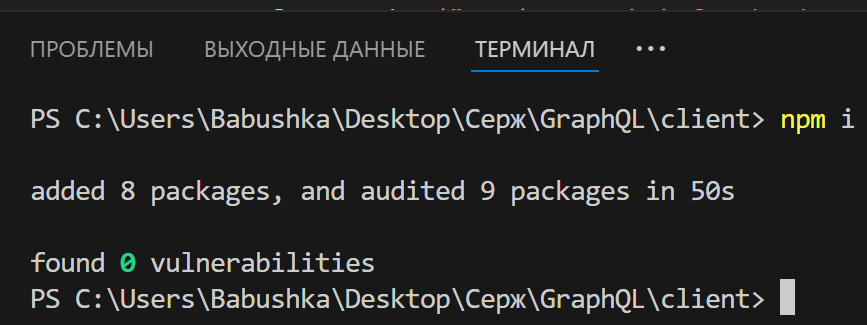 ПРОБЛЕМЫ ВЫХОДНЫЕ ДАННЫЕ ТЕРМИНАЛ ...
PS C:\Users\Babushka\Desktop\Серж\GraphQL\client> npm i
added 8 packages, and audited 9 packages in 50s
found 0 vulnerabilities
PS C:\Users\Babushka\Desktop\Серж\GraphQL\client>